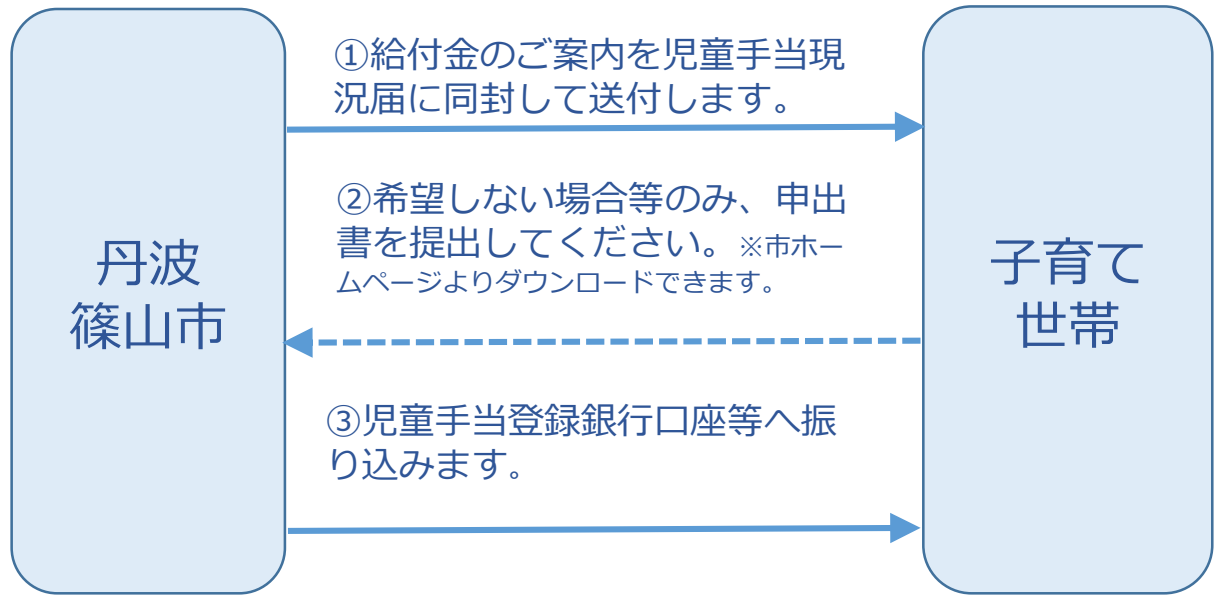 ①給付金のご案内を児童手当現
況届に同封して送付します。
②希望しない場合等のみ、申出
書を提出してください。※市ホー
ムページよりダウンロードできます。
丹波
篠山市
子育て
世帯
③児童手当登録銀行口座等へ振
り込みます。